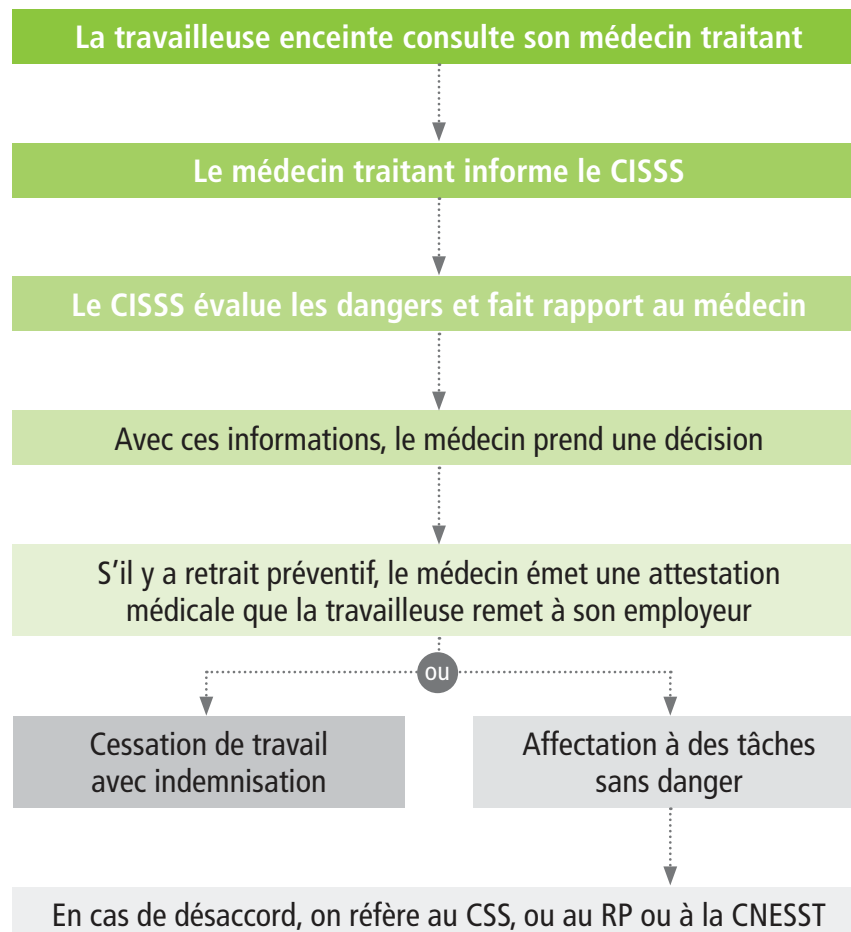 La travailleuse enceinte consulte son médecin traitant
Le médecin traitant informe le CISSS
Le CISSS évalue les dangers et fait rapport au médecin
Avec ces informations, le médecin prend une décision
S'il y a retrait préventif, le médecin émet une attestation
médicale que la travailleuse remet à son employeur
ou
Cessation de travail
avec indemnisation
Affectation à des tâches
sans danger
En cas de désaccord, on réfère au CSS, ou au RP ou à la CNESST